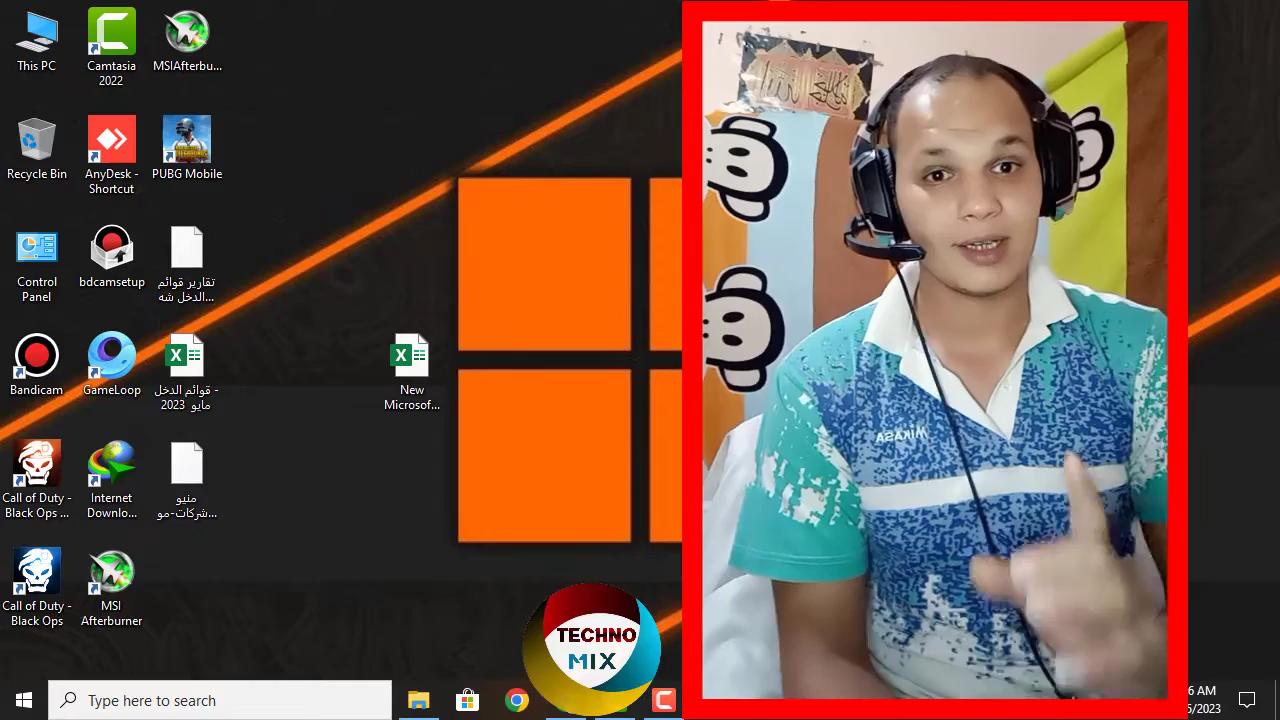 This PC
Camtasia
2022
MSIAfterbu...
Recycle Bin
AnyDesk -
Shortcut
PUBG Mobile
Control
Panel
bdcamsetup
تقارير قوائم
الدخل شه...
Bandicam
GameLoop
قوائم الدخل -
مايو 2023
New
Microsof...
Call of Duty -
Black Ops ...
Internet
Downlo...
منيو
شركات-مو...
Call of Duty -
Black Ops
MSI
Afterburner
TECHNO
MIX
MIKASA
Type here to search
6 AM
/2023